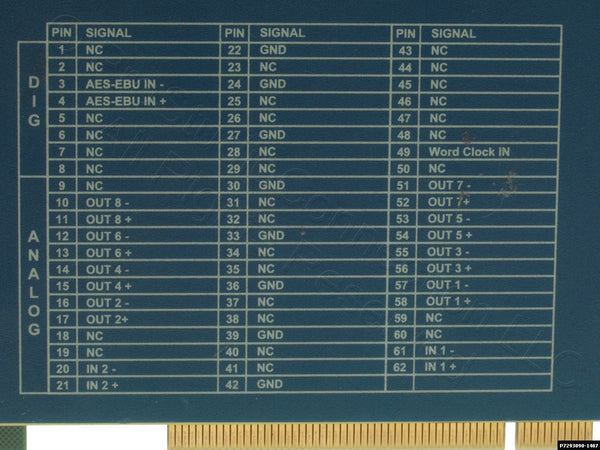 PIN SIGNAL PIN SIGNAL PIN SIGNAL
1 NC 22 GND 43 NC
2 NC 23 NC 44 NC
3 AES-EBU IN - 24 GND 45 NC
4 AES-EBU IN + 25 NC 46 NC
5 NC 26 NC 47 NC
6 NC 27 GND 48 NC
7 NC 28 NC 49 Word Clock IN
8 NC 29 NC 50 NC
DIG
9 NC 30 GND 51 OUT 7 -
10 OUT 8 - 31 NC 52 OUT 7+
11 OUT 8 + 32 NC 53 OUT 5 -
12 OUT 6 - 33 GND 54 OUT 5 +
13 OUT 6 + 34 NC 55 OUT 3 -
14 OUT 4 - 35 NC 56 OUT 3 +
15 OUT 4 + 36 GND 57 OUT 1 -
16 OUT 2 - 37 NC 58 OUT 1 +
17 OUT 2+ 38 NC 59 NC
18 NC 39 GND 60 NC
19 NC 40 NC 61 IN 1 -
20 IN 2 - 41 NC 62 IN 1 +
21 IN 2 + 42 GND
ANALOG
P7293090-1467